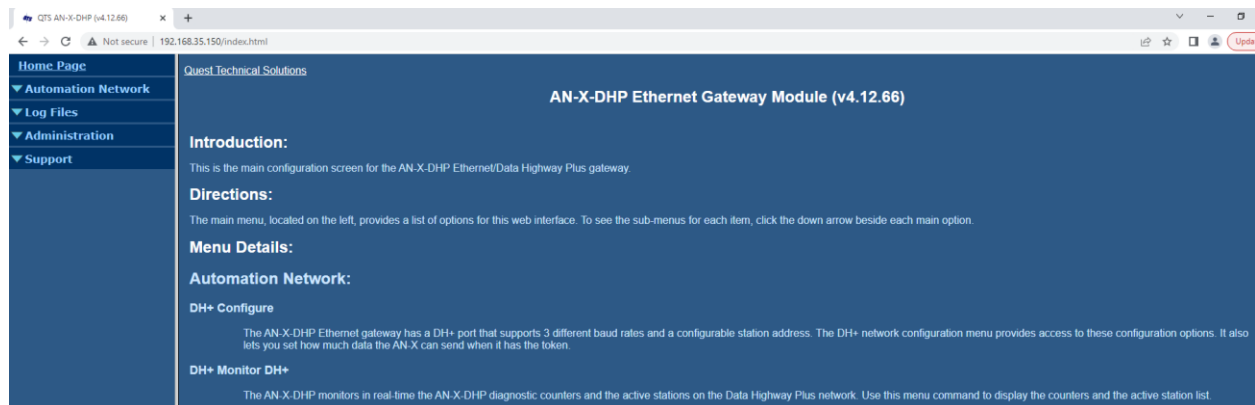 QTS AN-X-DHP (v4.12.66)
Not secure | 192.168.35.150/index.html
Upda
Home Page
Automation Network
Log Files
Administration
Support
Quest Technical Solutions
AN-X-DHP Ethernet Gateway Module (v4.12.66)
Introduction:
This is the main configuration screen for the AN-X-DHP Ethernet/Data Highway Plus gateway.
Directions:
The main menu, located on the left, provides a list of options for this web interface. To see the sub-menus for each item, click the down arrow beside each main option.
Menu Details:
Automation Network:
DH+ Configure
The AN-X-DHP Ethernet gateway has a DH+ port that supports 3 different baud rates and a configurable station address. The DH+ network configuration menu provides access to these configuration options. It also
lets you set how much data the AN-X can send when it has the token.
DH+ Monitor DH+
The AN-X-DHP monitors in real-time the AN-X-DHP diagnostic counters and the active stations on the Data Highway Plus network. Use this menu command to display the counters and the active station list.